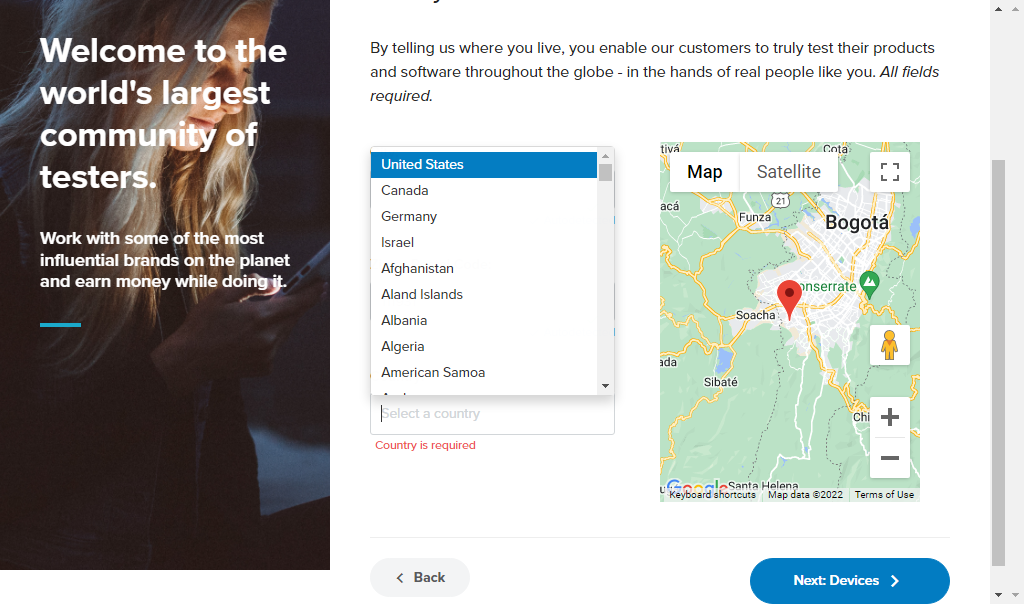 Welcome to the
world's largest
community of
testers.
Work with some of the most
influential brands on the planet
and earn money while doing it.
By telling us where you live, you enable our customers to truly test their products
and software throughout the globe - in the hands of real people like you. All fields
required.
United States
Canada
Germany
Israel
Afghanistan
Aland Islands
Albania
Algeria
American Samoa
Select a country
Country is required
Map
Satellite
Cota
21
Funza
Bogotá
Soacha
Sibaté
Google
Santa Helena
Keyboard shortcuts
Map data ©2022
Terms of Use
Back
Next: Devices